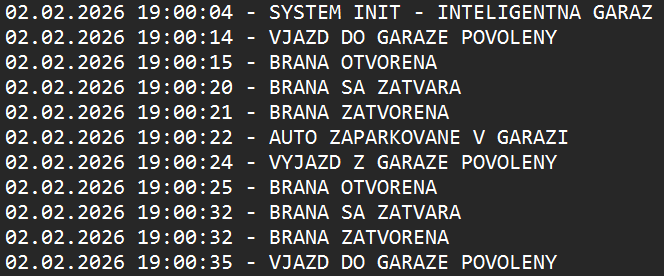 02.02.2026 19:00:04 - SYSTEM INIT - INTELIGENTNA GARAZ
02.02.2026 19:00:14 - VJAZD DO GARAZE POVOLENY
02.02.2026 19:00:15 - BRANA OTVORENA
02.02.2026 19:00:20 - BRANA SA ZATVARA
02.02.2026 19:00:21 - BRANA ZATVORENA
02.02.2026 19:00:22 - AUTO ZAPARKOVANE V GARAZI
02.02.2026 19:00:24 - VYJAZD Z GARAZE POVOLENY
02.02.2026 19:00:25 - BRANA OTVORENA
02.02.2026 19:00:32 - BRANA SA ZATVARA
02.02.2026 19:00:32 - BRANA ZATVORENA
02.02.2026 19:00:35 - VJAZD DO GARAZE POVOLENY